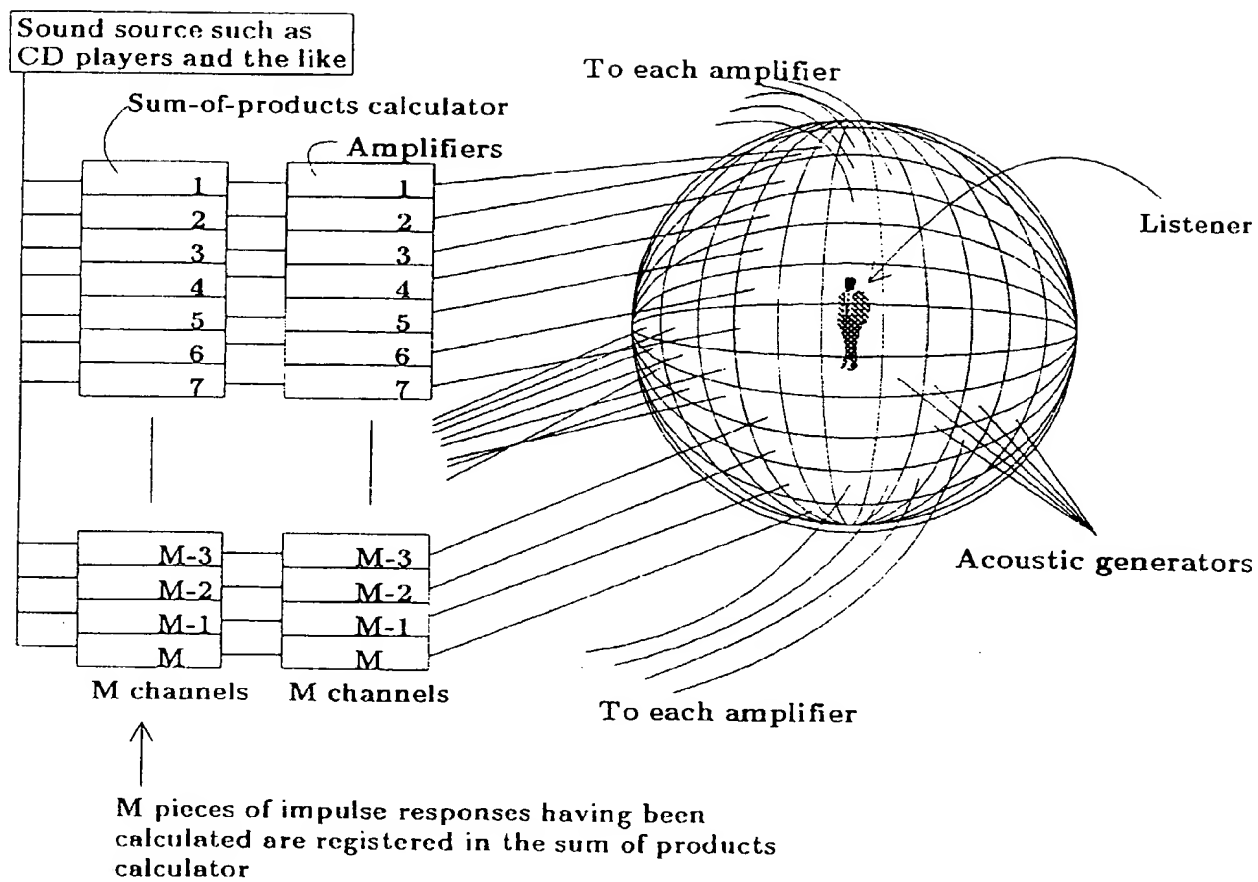 Sound source such as
CD players and the like
To each amplifier
Sum-of-products calculator
Amplifiers
Listener
1 1
2 2
3 3
4 4
5 5
6 6
7 7
M-3 M-3
M-2 M-2
M-1 M-1
M M
M channels M channels
Acoustic generators
To each amplifier
M pieces of impulse responses having been
calculated are registered in the sum of products
calculator